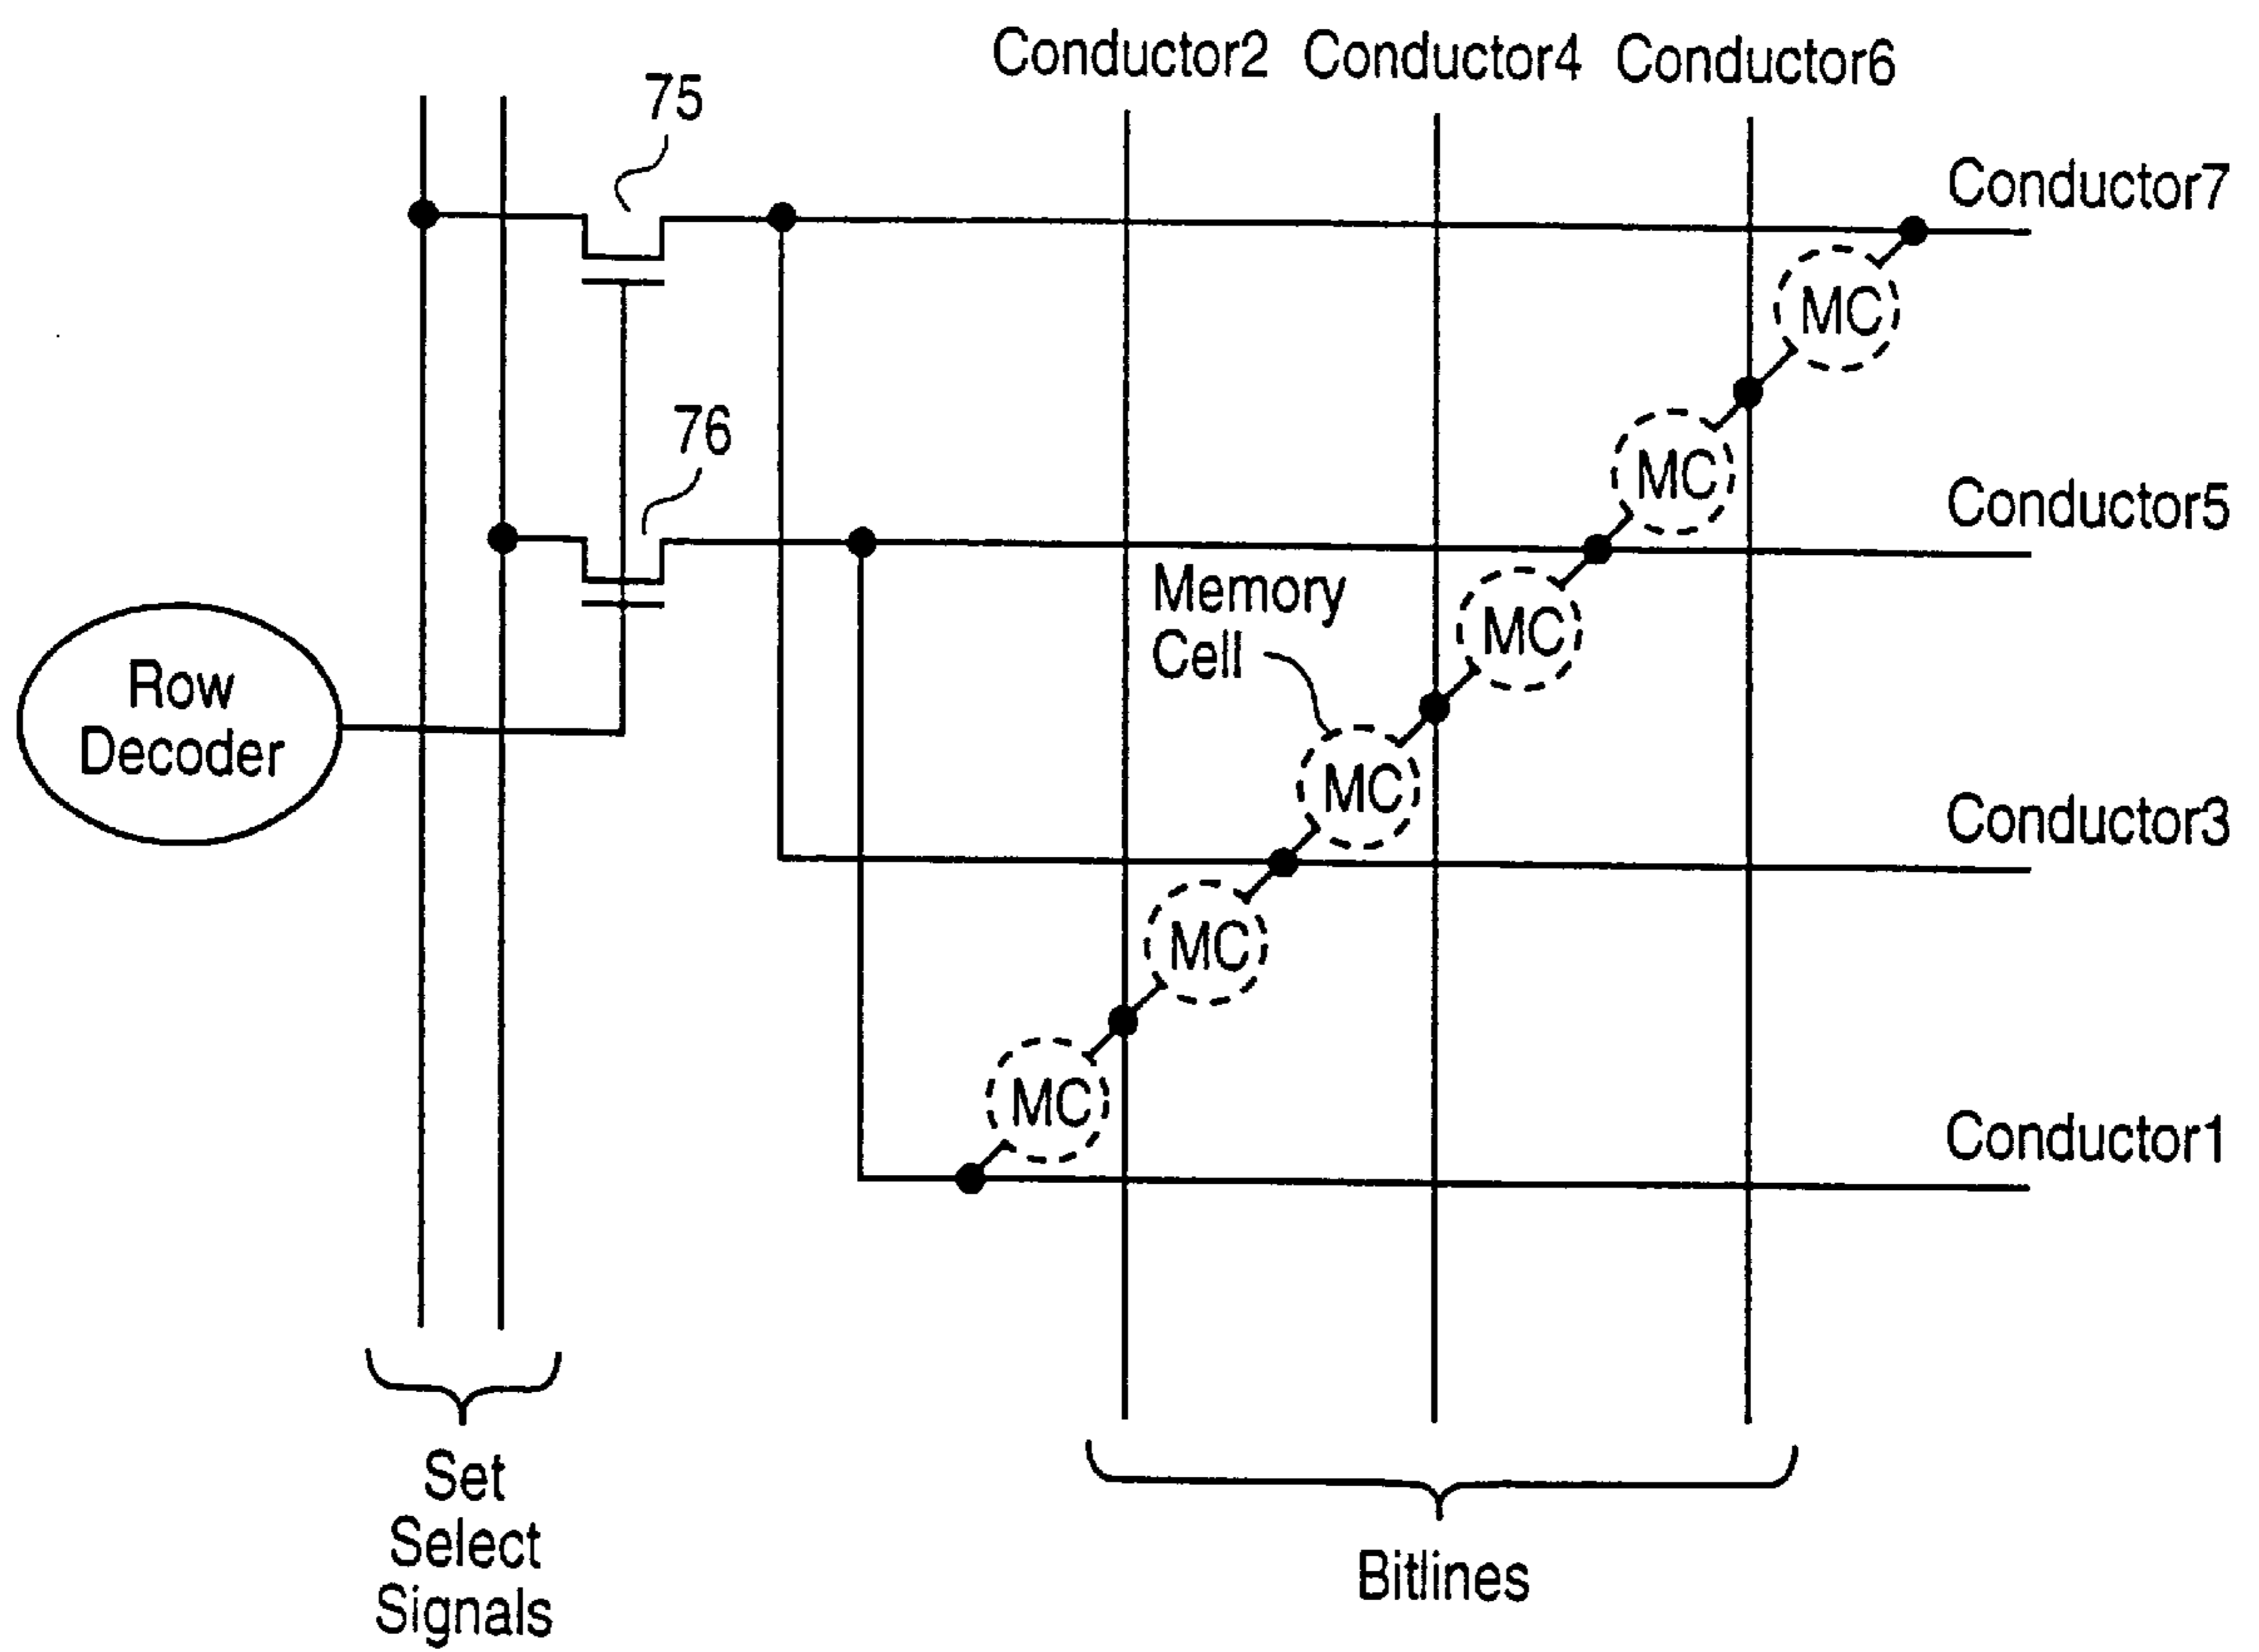 Conductor2 Conductor4 Conductor6
75
Conductor7
MC
76
MC
Conductor5
Memory
Cell
MC
Row
Decoder
MC
Conductor3
MC
MC
Conductor1
Set
Select
Signals
Bitlines